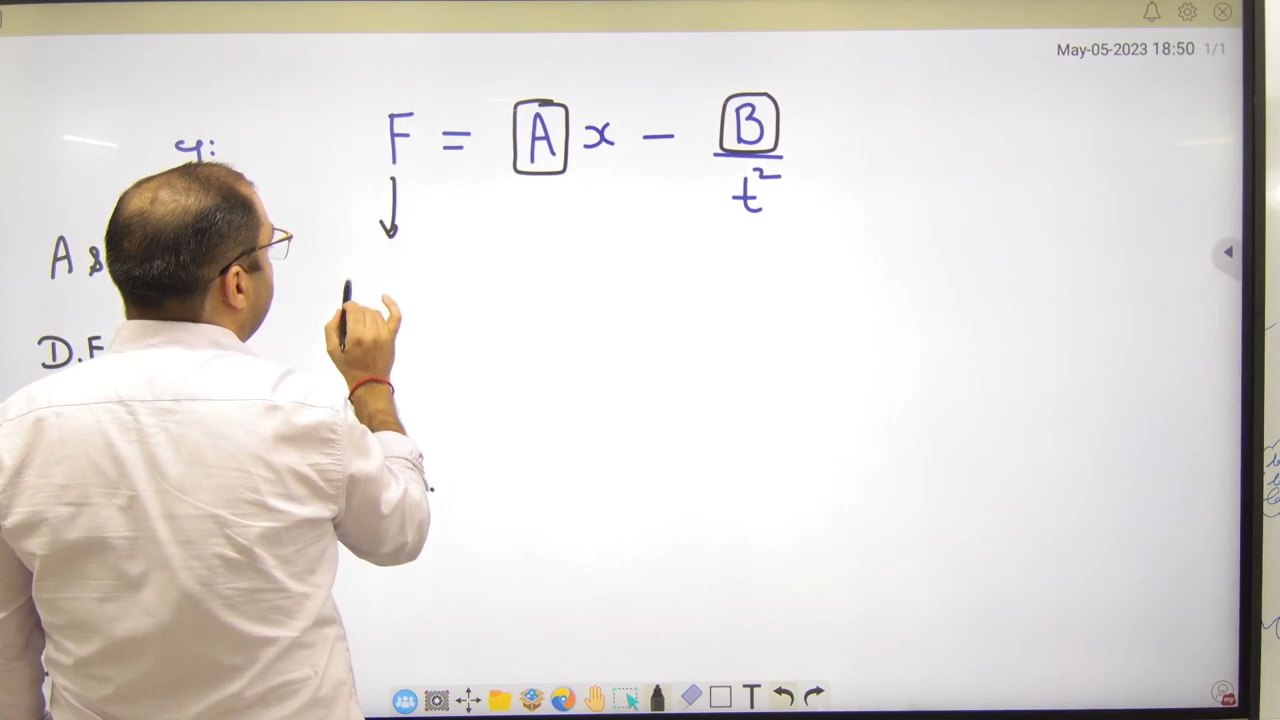 May-05-2023 18:50 1/1
F = A x - B / t²
A &
D.F
T